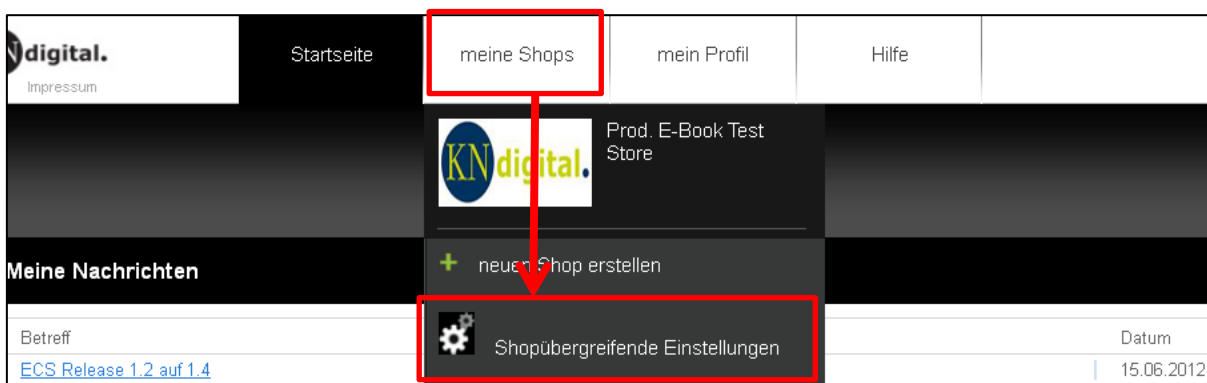 digital.
Impressum
Startseite
meine Shops
mein Profil
Hilfe
KN digital.
Prod. E-Book Test
Store
+ neuen Shop erstellen
Meine Nachrichten
Shopübergreifende Einstellungen
Betreff
Datum
ECS Release 1.2 auf 1.4
15.06.2012